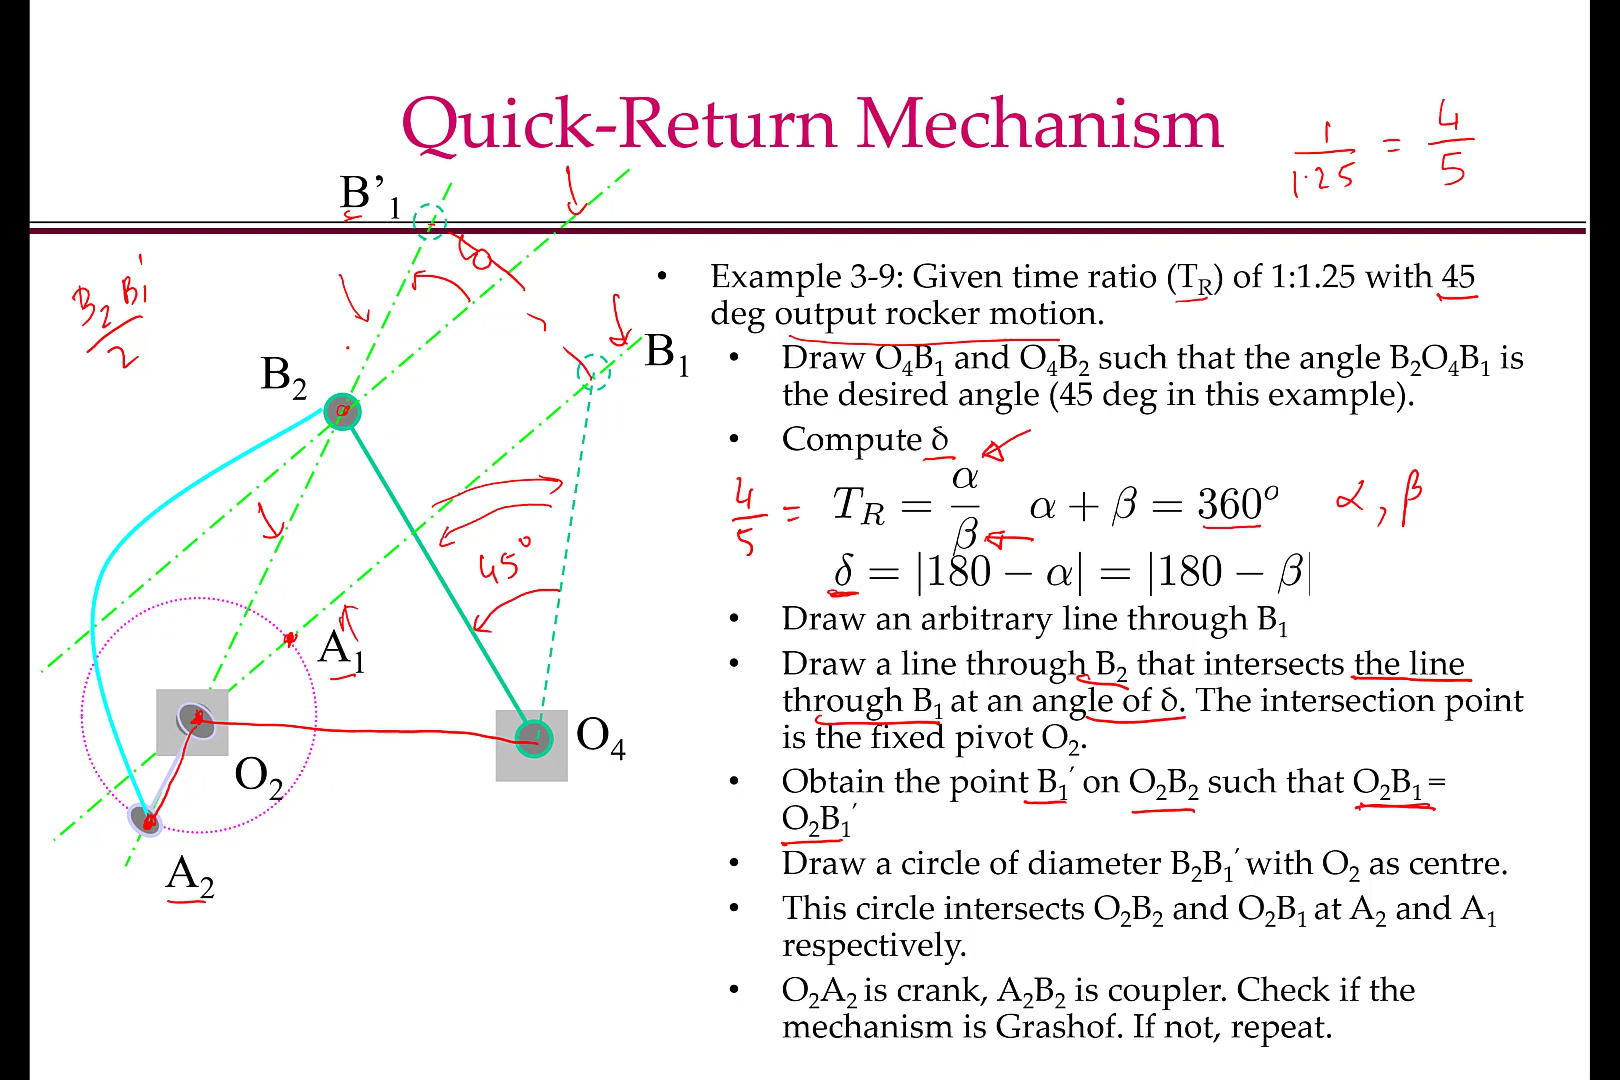 Quick-Return Mechanism
1/1.25 = 4/5
B’₁
B₂B₁'/2
B₂
B₁
45°
A₁
O₂
O₄
A₂
• Example 3-9: Given time ratio (T_R) of 1:1.25 with 45
deg output rocker motion.
• Draw O₄B₁ and O₄B₂ such that the angle B₂O₄B₁ is
the desired angle (45 deg in this example).
• Compute δ
4/5 = T_R = α/β α + β = 360° α, β
δ = |180 − α| = |180 − β|
• Draw an arbitrary line through B₁
• Draw a line through B₂ that intersects the line
through B₁ at an angle of δ. The intersection point
is the fixed pivot O₂.
• Obtain the point B₁′ on O₂B₂ such that O₂B₁=
O₂B₁′
• Draw a circle of diameter B₂B₁′ with O₂ as centre.
• This circle intersects O₂B₂ and O₂B₁ at A₂ and A₁
respectively.
• O₂A₂ is crank, A₂B₂ is coupler. Check if the
mechanism is Grashof. If not, repeat.